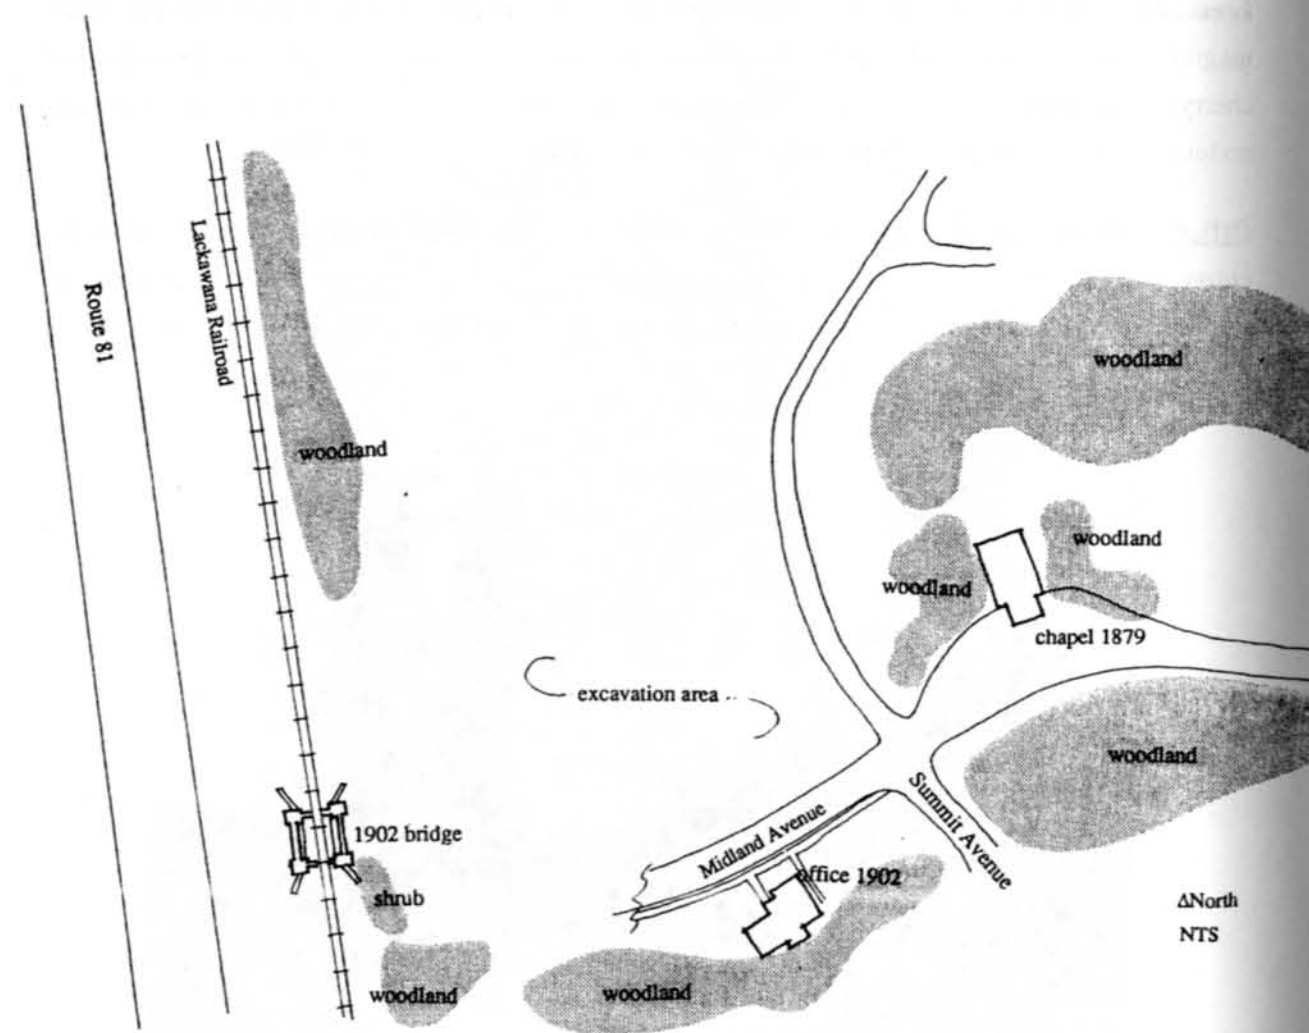 Route 81
Lackawana Railroad
woodland
woodland
woodland
woodland
excavation area
chapel 1879
woodland
1902 bridge
Midland Avenue
Summit Avenue
office 1902
shrub
woodland
woodland
ΔNorth
NTS